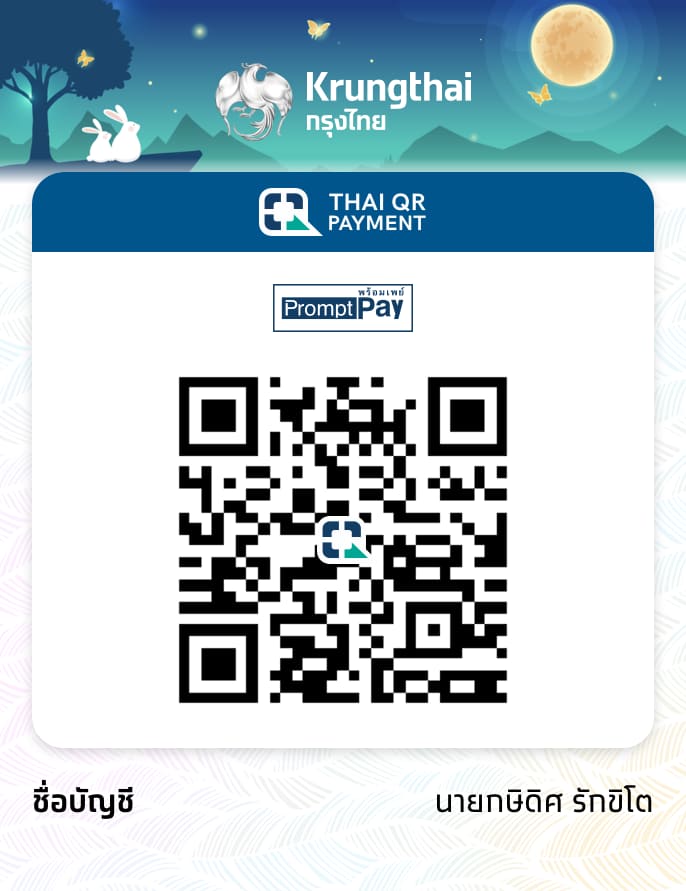 Krungthai
กรุงไทย
THAI QR
PAYMENT
พร้อมเพย์
PromptPay
ชื่อบัญชี นายกษิดิศ รักขิโต